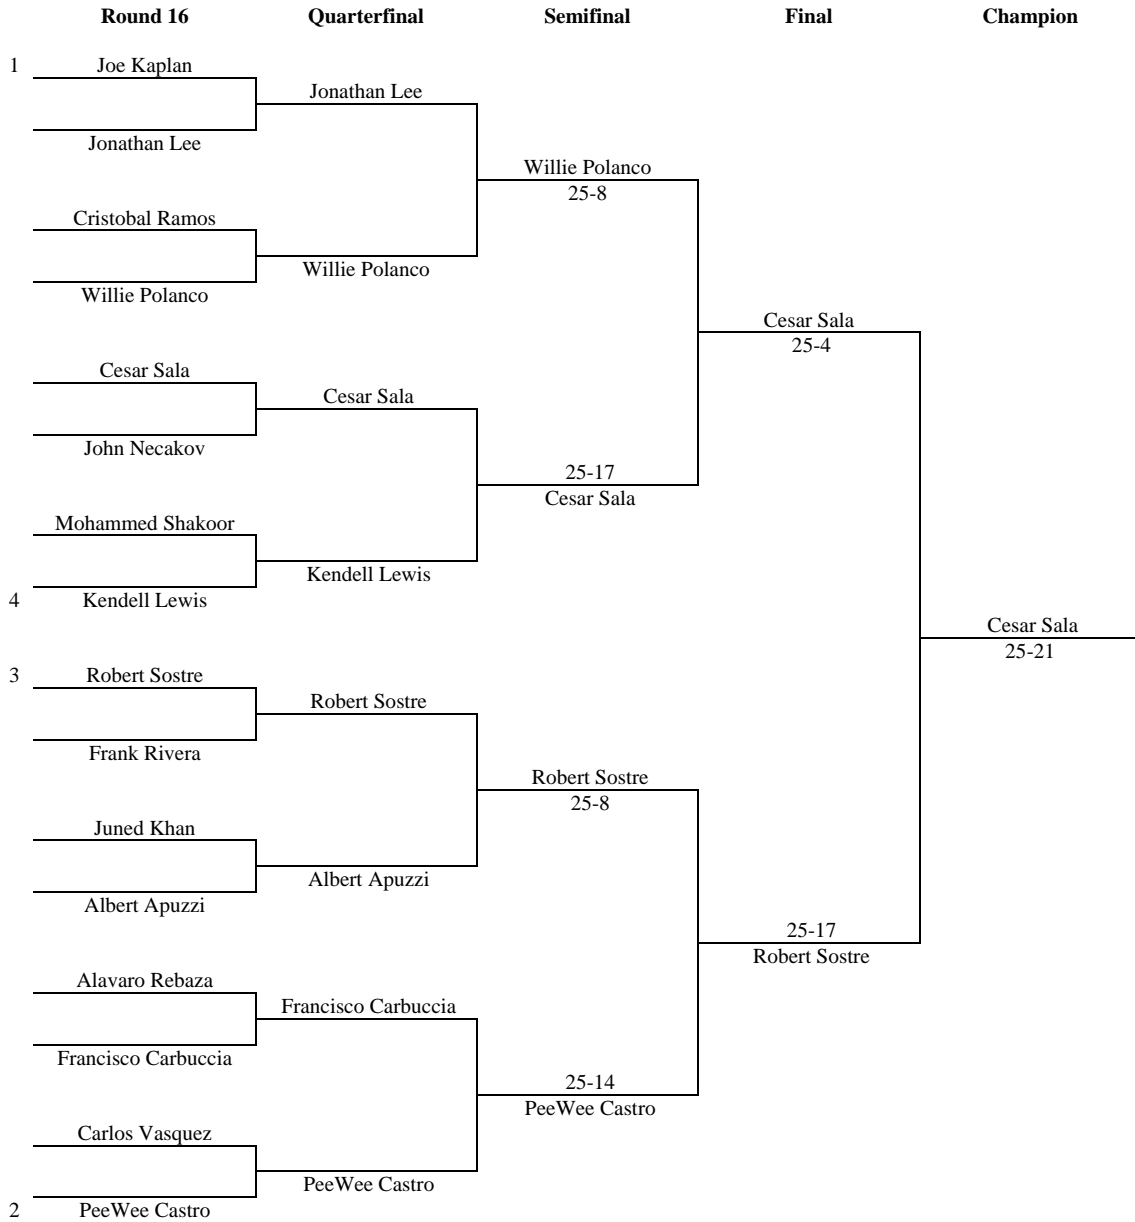 Round 16 Quarterfinal Semifinal Final Champion
1 Joe Kaplan
Jonathan Lee
Jonathan Lee
Willie Polanco
25-8
Cristobal Ramos
Willie Polanco
Willie Polanco
Cesar Sala
25-4
Cesar Sala
Cesar Sala
John Necakov
25-17
Cesar Sala
Mohammed Shakoor
Kendell Lewis
4 Kendell Lewis
Cesar Sala
25-21
3 Robert Sostre
Robert Sostre
Frank Rivera
Robert Sostre
25-8
Juned Khan
Albert Apuzzi
Albert Apuzzi
25-17
Robert Sostre
Alavaro Rebaza
Francisco Carbuccia
Francisco Carbuccia
25-14
PeeWee Castro
Carlos Vasquez
PeeWee Castro
2 PeeWee Castro